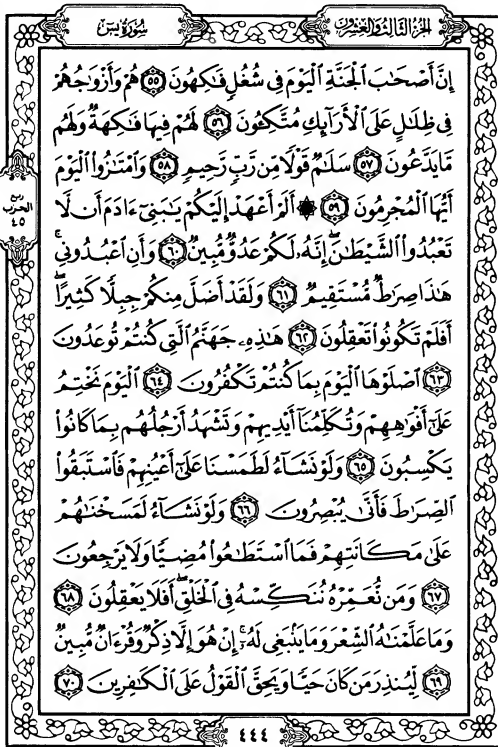 الجزء الثالث والعشرون
سورة يس
إِنَّ أَصْحَٰبَ ٱلْجَنَّةِ ٱلْيَوْمَ فِى شُغُلٍ فَٰكِهُونَ ٥٥ هُمْ وَأَزْوَٰجُهُمْ
فِى ظِلَٰلٍ عَلَى ٱلْأَرَآئِكِ مُتَّكِـُٔونَ ٥٦ لَهُمْ فِيهَا فَٰكِهَةٌ وَلَهُم
مَّا يَدَّعُونَ ٥٧ سَلَٰمٌ قَوْلًا مِّن رَّبٍّ رَّحِيمٍ ٥٨ وَٱمْتَٰزُوا۟ ٱلْيَوْمَ
أَيُّهَا ٱلْمُجْرِمُونَ ٥٩ ۞ أَلَمْ أَعْهَدْ إِلَيْكُمْ يَٰبَنِىٓ ءَادَمَ أَن لَّا
تَعْبُدُوا۟ ٱلشَّيْطَٰنَ ۖ إِنَّهُۥ لَكُمْ عَدُوٌّ مُّبِينٌ ٦٠ وَأَنِ ٱعْبُدُونِى ۚ
هَٰذَا صِرَٰطٌ مُّسْتَقِيمٌ ٦١ وَلَقَدْ أَضَلَّ مِنكُمْ جِبِلًّا كَثِيرًا ۖ
أَفَلَمْ تَكُونُوا۟ تَعْقِلُونَ ٦٢ هَٰذِهِۦ جَهَنَّمُ ٱلَّتِى كُنتُمْ تُوعَدُونَ
٦٣ ٱصْلَوْهَا ٱلْيَوْمَ بِمَا كُنتُمْ تَكْفُرُونَ ٦٤ ٱلْيَوْمَ نَخْتِمُ
عَلَىٰٓ أَفْوَٰهِهِمْ وَتُكَلِّمُنَآ أَيْدِيهِمْ وَتَشْهَدُ أَرْجُلُهُم بِمَا كَانُوا۟
يَكْسِبُونَ ٦٥ وَلَوْ نَشَآءُ لَطَمَسْنَا عَلَىٰٓ أَعْيُنِهِمْ فَٱسْتَبَقُوا۟
ٱلصِّرَٰطَ فَأَنَّىٰ يُبْصِرُونَ ٦٦ وَلَوْ نَشَآءُ لَمَسَخْنَٰهُمْ
عَلَىٰ مَكَانَتِهِمْ فَمَا ٱسْتَطَٰعُوا۟ مُضِيًّا وَلَا يَرْجِعُونَ
٦٧ وَمَن نُّعَمِّرْهُ نُنَكِّسْهُ فِى ٱلْخَلْقِ ۖ أَفَلَا يَعْقِلُونَ ٦٨
وَمَا عَلَّمْنَٰهُ ٱلشِّعْرَ وَمَا يَنۢبَغِى لَهُۥٓ ۚ إِنْ هُوَ إِلَّا ذِكْرٌ وَقُرْءَانٌ مُّبِينٌ
٦٩ لِّيُنذِرَ مَن كَانَ حَيًّا وَيَحِقَّ ٱلْقَوْلُ عَلَى ٱلْكَٰفِرِينَ ٧٠
ربع
الحزب
٤٥
٤٤٤